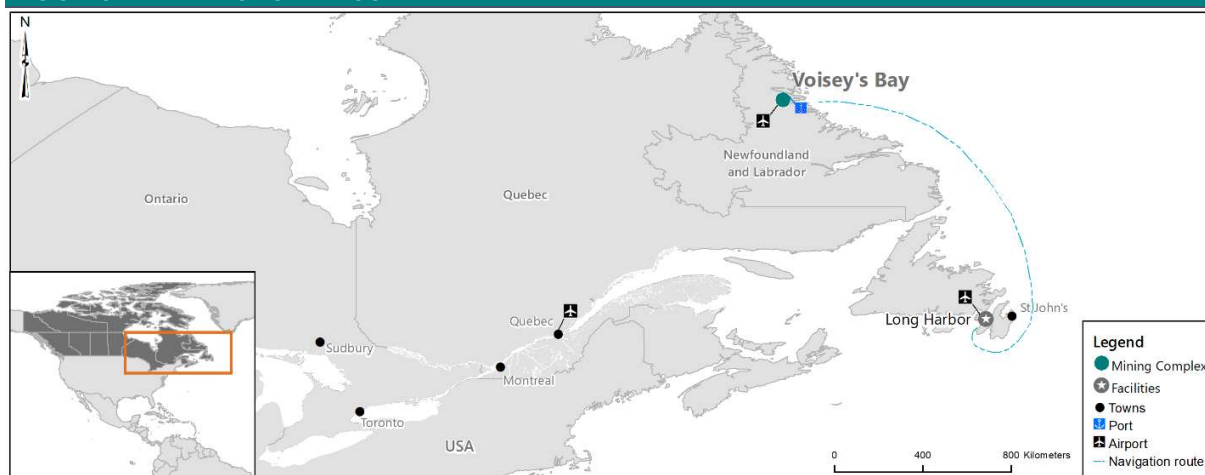 N
Voisey's Bay
Newfoundland
and Labrador
Ontario
Quebec
Quebec
Long Harbor
St John's
Sudbury
Montreal
Toronto
USA
Legend
Mining Complex
Facilities
Towns
Port
Airport
Navigation route
0 400 800 Kilometers